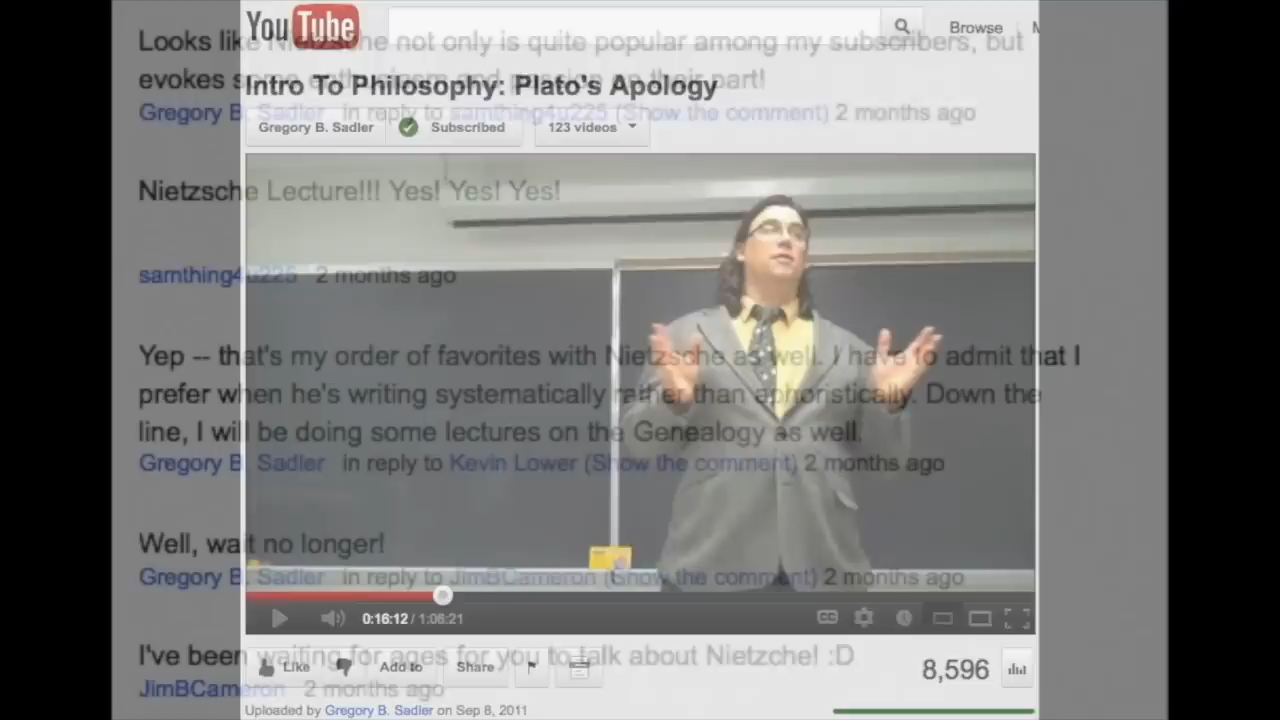 YouTube
Browse
Looks like Nietzsche not only is quite popular among my subscribers, but
evokes some enthusiasm and passion on their part!
Intro To Philosophy: Plato's Apology
Gregory B. Sadler in reply to samthing4u225 (Show the comment) 2 months ago
Gregory B. Sadler Subscribed 123 videos
Nietzsche Lecture!!! Yes! Yes! Yes!
samthing4u225 2 months ago
Yep -- that's my order of favorites with Nietzsche as well. I have to admit that I
prefer when he's writing systematically rather than aphoristically. Down the
line, I will be doing some lectures on the Genealogy as well.
Gregory B. Sadler in reply to Kevin Lower (Show the comment) 2 months ago
Well, wait no longer!
Gregory B. Sadler in reply to JimBCameron (Show the comment) 2 months ago
0:16:12 / 1:06:21
CC
I've been waiting for ages for you to talk about Nietzche! :D
Like Add to Share 8,596
JimBCameron 2 months ago
Uploaded by Gregory B. Sadler on Sep 8, 2011